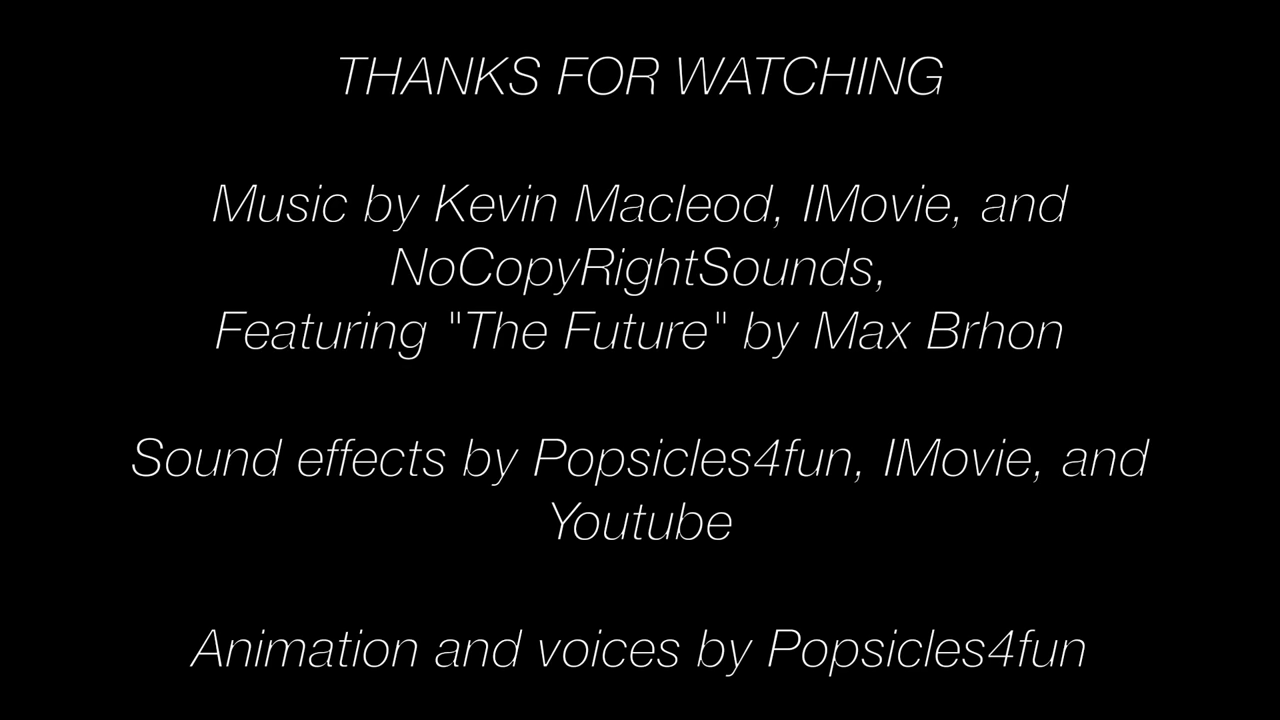 THANKS FOR WATCHING
Music by Kevin Macleod, IMovie, and
NoCopyRightSounds,
Featuring "The Future" by Max Brhon
Sound effects by Popsicles4fun, IMovie, and
Youtube
Animation and voices by Popsicles4fun